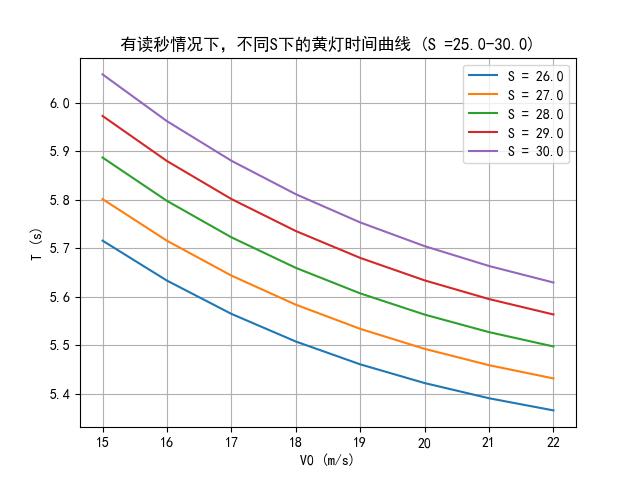 有读秒情况下，不同S下的黄灯时间曲线 (S =25.0-30.0)
S = 26.0
S = 27.0
S = 28.0
S = 29.0
S = 30.0
6.0
5.9
5.8
5.7
5.6
5.5
5.4
T (s)
15 16 17 18 19 20 21 22
V0 (m/s)